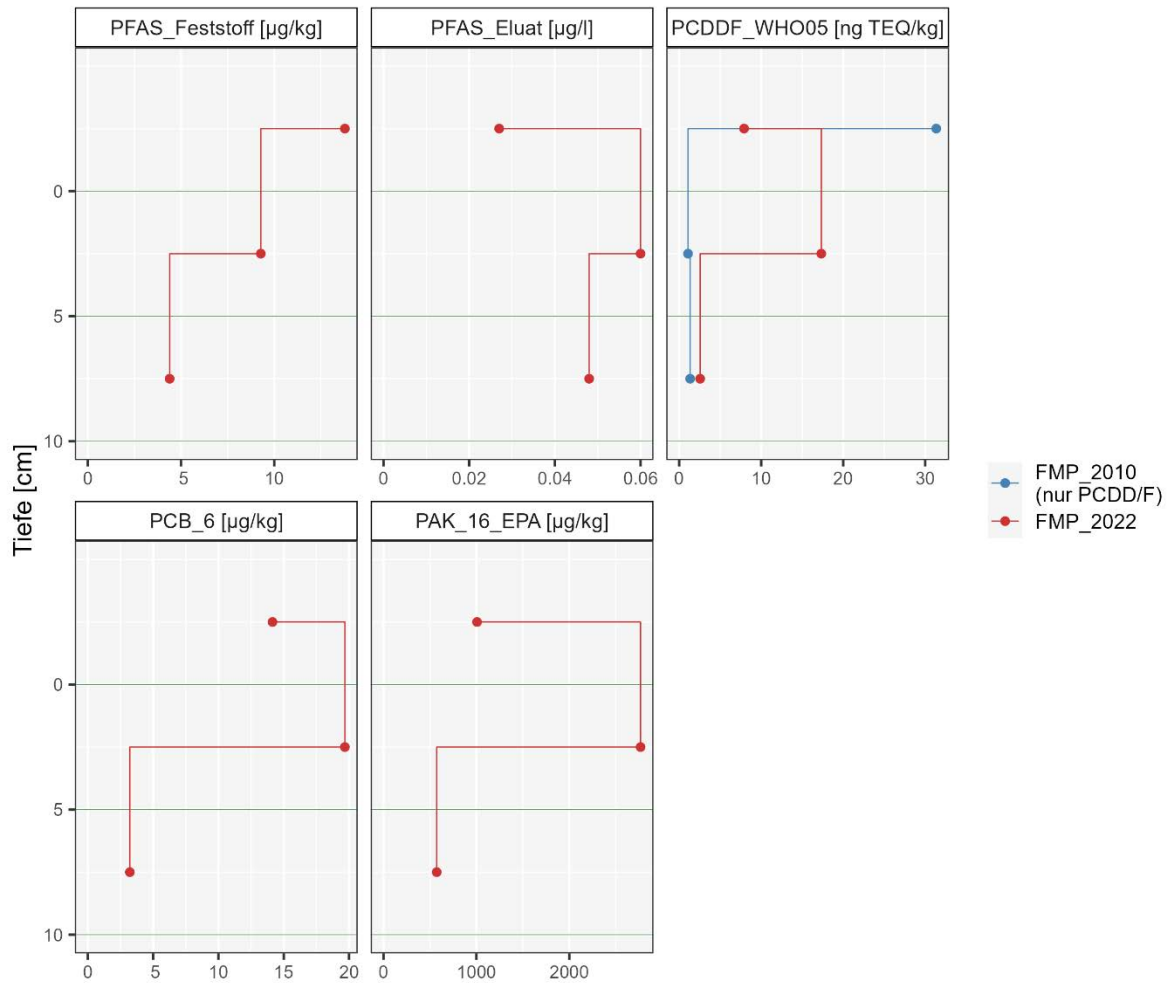 PFAS_Feststoff [µg/kg]
PFAS_Eluat [µg/l]
PCDDF_WHO05 [ng TEQ/kg]
0
5
10
0
5
10
0
0.02
0.04
0.06
0
10
20
30
Tiefe [cm]
FMP_2010
(nur PCDD/F)
FMP_2022
PCB_6 [µg/kg]
PAK_16_EPA [µg/kg]
0
5
10
0
5
10
15
20
0
1000
2000